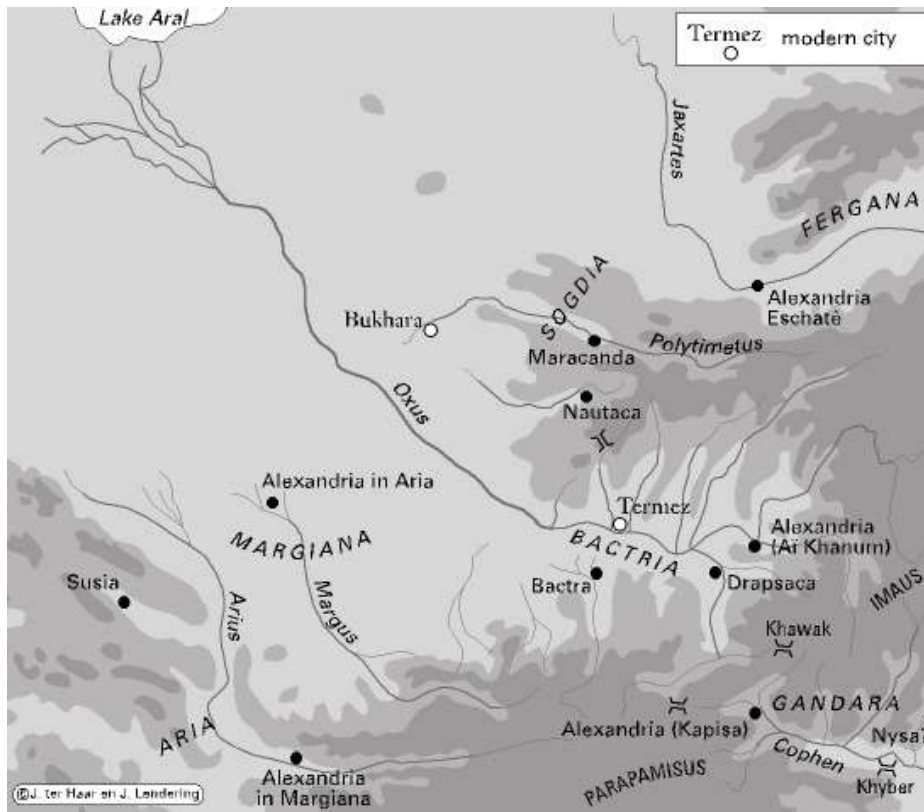 Lake Aral
Termez modern city
Jaxartes
FERGANA
Alexandria
Eschatè
SOGDIA
Bukhara
Polytimetus
Maracanda
Oxus
Nautaca
Alexandria in Aria
Termez
MARGIANA
BACTRIA
Alexandria
(Aï Khanum)
Susia
Arius
Margus
Bactra
Drapsaca
IMAUS
Khawak
ARIA
GANDARA
Alexandria (Kapisa)
Nysa?
Cophen
Alexandria
in Margiana
PARAPAMISUS
Khyber
©J. ter Haar en J. Lendering